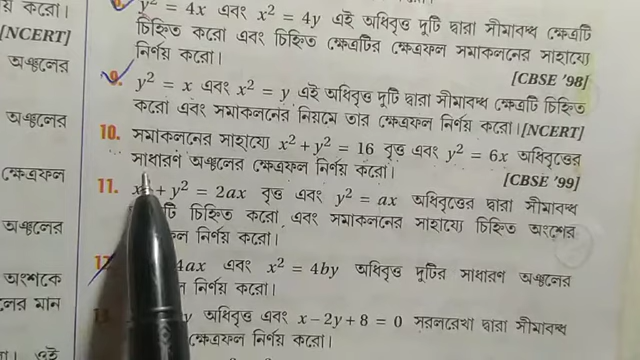 করো।
[NCERT]
অঞ্চলের
অঞ্চলের
ক্ষেত্রফল
অঞ্চলের
অংশকে
মান
y² = 4x এবং x² = 4y এই অধিবৃত্ত দুটি দ্বারা সীমাবদ্ধ ক্ষেত্রটি
চিহ্নিত করো এবং চিহ্নিত ক্ষেত্রটির ক্ষেত্রফল সমাকলনের সাহায্যে
নির্ণয় করো।
[CBSE '98]
9. y² = x এবং x² = y এই অধিবৃত্ত দুটি দ্বারা সীমাবদ্ধ ক্ষেত্রটি চিহ্নিত
করো এবং সমাকলনের নিয়মে তার ক্ষেত্রফল নির্ণয় করো। [NCERT]
10. সমাকলনের সাহায্যে x² + y² = 16 বৃত্ত এবং y² = 6x অধিবৃত্তের
সাধারণ অঞ্চলের ক্ষেত্রফল নির্ণয় করো।
[CBSE '99]
11. + y² = 2ax বৃত্ত এবং y² = ax অধিবৃত্তের দ্বারা সীমাবদ্ধ
চিহ্নিত করো এবং সমাকলনের সাহায্যে চিহ্নিত অংশের
নির্ণয় করো।
12. 4ax এবং x² = 4by অধিবৃত্ত দুটির সাধারণ অঞ্চলের
নির্ণয় করো।
অধিবৃত্ত এবং x − 2y + 8 = 0 সরলরেখা দ্বারা সীমাবদ্ধ
ক্ষেত্রফল নির্ণয় করো।